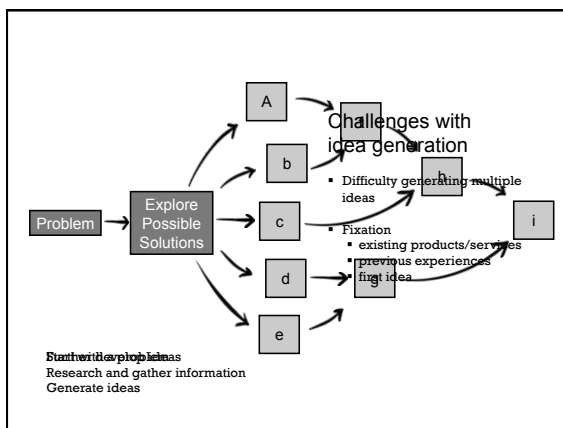 A
Challenges with
idea generation
b
h
Difficulty generating multiple
ideas
Problem
Explore
Possible
Solutions
c
i
Fixation
existing products/services
previous experiences
first idea
d
g
e
Research and gather information
Generate ideas